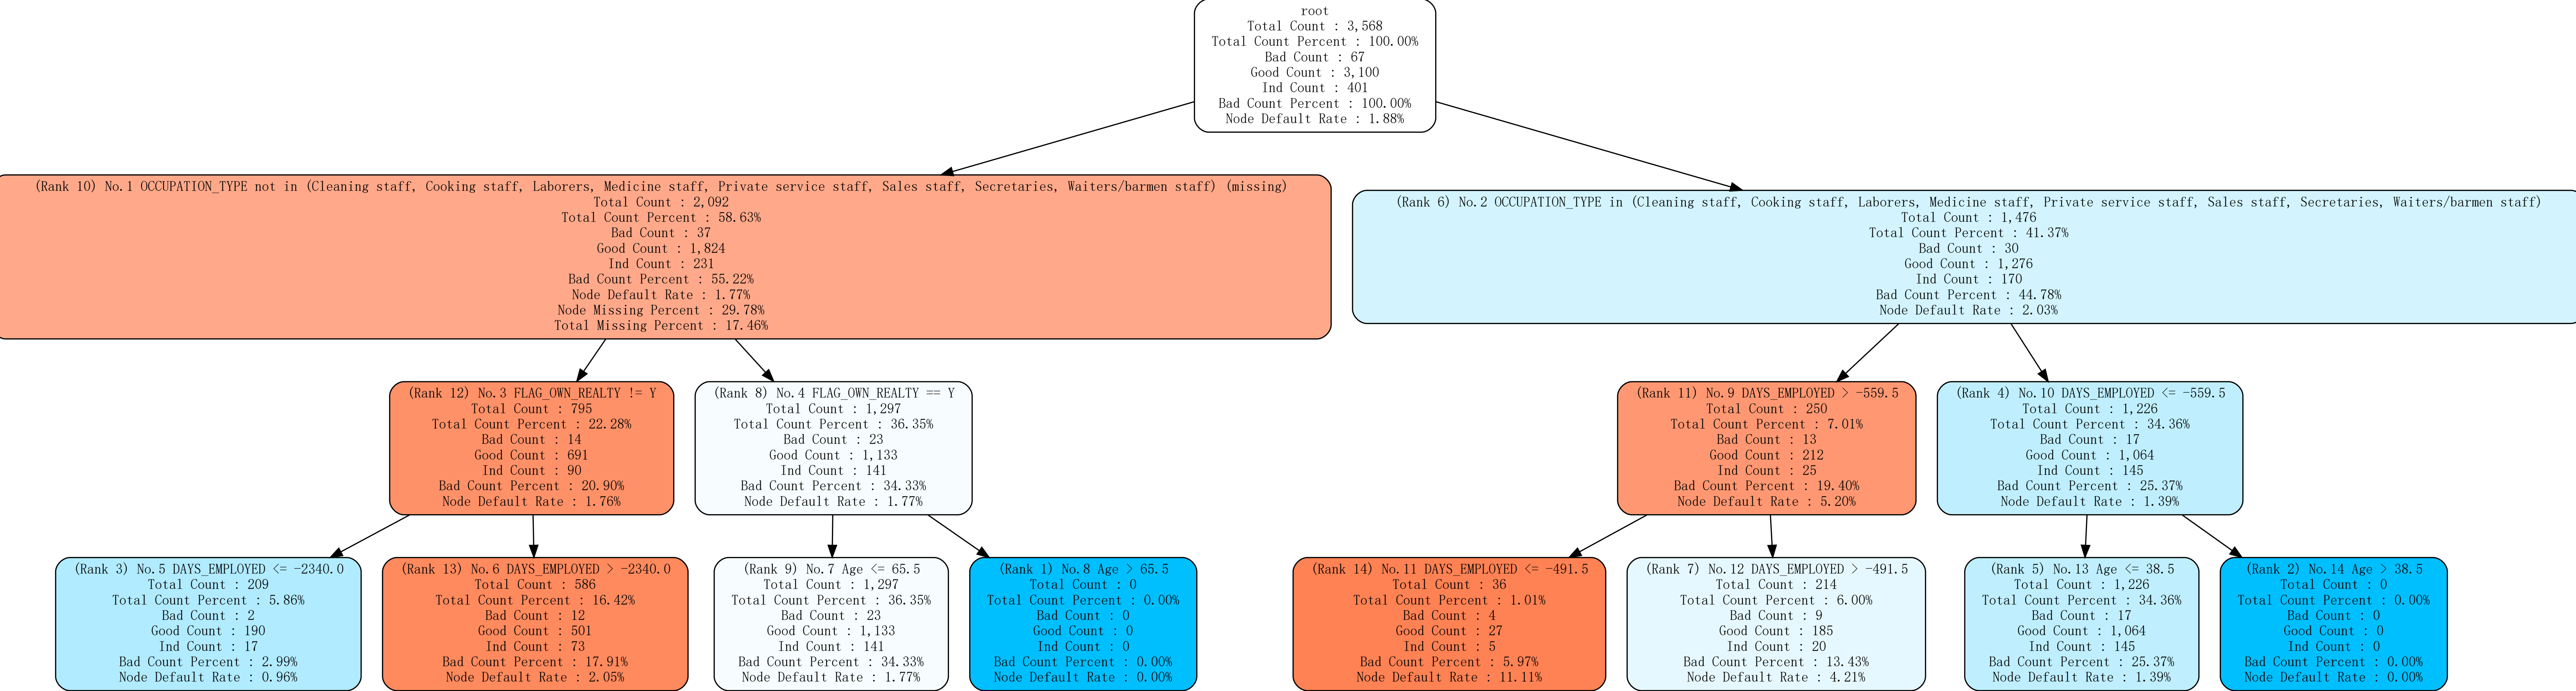 root
Total Count : 3,568
Total Count Percent : 100.00%
Bad Count : 67
Good Count : 3,100
Ind Count : 401
Bad Count Percent : 100.00%
Node Default Rate : 1.88%
(Rank 10) No.1 OCCUPATION_TYPE not in (Cleaning staff, Cooking staff, Laborers, Medicine staff, Private service staff, Sales staff, Secretaries, Waiters/barmen staff) (missing)
Total Count : 2,092
Total Count Percent : 58.63%
Bad Count : 37
Good Count : 1,824
Ind Count : 231
Bad Count Percent : 55.22%
Node Default Rate : 1.77%
Node Missing Percent : 29.78%
Total Missing Percent : 17.46%
(Rank 6) No.2 OCCUPATION_TYPE in (Cleaning staff, Cooking staff, Laborers, Medicine staff, Private service staff, Sales staff, Secretaries, Waiters/barmen staff)
Total Count : 1,476
Total Count Percent : 41.37%
Bad Count : 30
Good Count : 1,276
Ind Count : 170
Bad Count Percent : 44.78%
Node Default Rate : 2.03%
(Rank 12) No.3 FLAG_OWN_REALTY != Y
Total Count : 795
Total Count Percent : 22.28%
Bad Count : 14
Good Count : 691
Ind Count : 90
Bad Count Percent : 20.90%
Node Default Rate : 1.76%
(Rank 8) No.4 FLAG_OWN_REALTY == Y
Total Count : 1,297
Total Count Percent : 36.35%
Bad Count : 23
Good Count : 1,133
Ind Count : 141
Bad Count Percent : 34.33%
Node Default Rate : 1.77%
(Rank 11) No.9 DAYS_EMPLOYED > -559.5
Total Count : 250
Total Count Percent : 7.01%
Bad Count : 13
Good Count : 212
Ind Count : 25
Bad Count Percent : 19.40%
Node Default Rate : 5.20%
(Rank 4) No.10 DAYS_EMPLOYED <= -559.5
Total Count : 1,226
Total Count Percent : 34.36%
Bad Count : 17
Good Count : 1,064
Ind Count : 145
Bad Count Percent : 25.37%
Node Default Rate : 1.39%
(Rank 3) No.5 DAYS_EMPLOYED <= -2340.0
Total Count : 209
Total Count Percent : 5.86%
Bad Count : 2
Good Count : 190
Ind Count : 17
Bad Count Percent : 2.99%
Node Default Rate : 0.96%
(Rank 13) No.6 DAYS_EMPLOYED > -2340.0
Total Count : 586
Total Count Percent : 16.42%
Bad Count : 12
Good Count : 501
Ind Count : 73
Bad Count Percent : 17.91%
Node Default Rate : 2.05%
(Rank 9) No.7 Age <= 65.5
Total Count : 1,297
Total Count Percent : 36.35%
Bad Count : 23
Good Count : 1,133
Ind Count : 141
Bad Count Percent : 34.33%
Node Default Rate : 1.77%
(Rank 1) No.8 Age > 65.5
Total Count : 0
Total Count Percent : 0.00%
Bad Count : 0
Good Count : 0
Ind Count : 0
Bad Count Percent : 0.00%
Node Default Rate : 0.00%
(Rank 14) No.11 DAYS_EMPLOYED <= -491.5
Total Count : 36
Total Count Percent : 1.01%
Bad Count : 4
Good Count : 27
Ind Count : 5
Bad Count Percent : 5.97%
Node Default Rate : 11.11%
(Rank 7) No.12 DAYS_EMPLOYED > -491.5
Total Count : 214
Total Count Percent : 6.00%
Bad Count : 9
Good Count : 185
Ind Count : 20
Bad Count Percent : 13.43%
Node Default Rate : 4.21%
(Rank 5) No.13 Age <= 38.5
Total Count : 1,226
Total Count Percent : 34.36%
Bad Count : 17
Good Count : 1,064
Ind Count : 145
Bad Count Percent : 25.37%
Node Default Rate : 1.39%
(Rank 2) No.14 Age > 38.5
Total Count : 0
Total Count Percent : 0.00%
Bad Count : 0
Good Count : 0
Ind Count : 0
Bad Count Percent : 0.00%
Node Default Rate : 0.00%